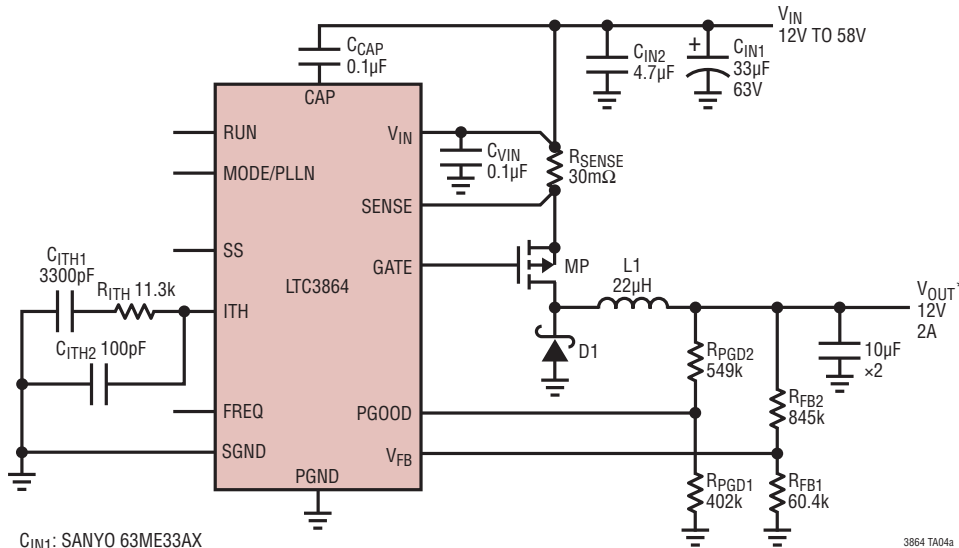 VIN
12V TO 58V
CCAP
0.1µF
CIN2
4.7µF
+
CIN1
33µF
63V
CAP
RUN
VIN
CVIN
0.1µF
RSENSE
30mΩ
MODE/PLLN
SENSE
SS
GATE
MP
LTC3864
L1
22µH
CITH1
3300pF
RITH 11.3k
ITH
VOUT*
12V
2A
CITH2 100pF
D1
RPGD2
549k
10µF
×2
RFB2
845k
FREQ
PGOOD
SGND
VFB
PGND
RPGD1
402k
RFB1
60.4k
CIN1: SANYO 63ME33AX
3864 TA04a